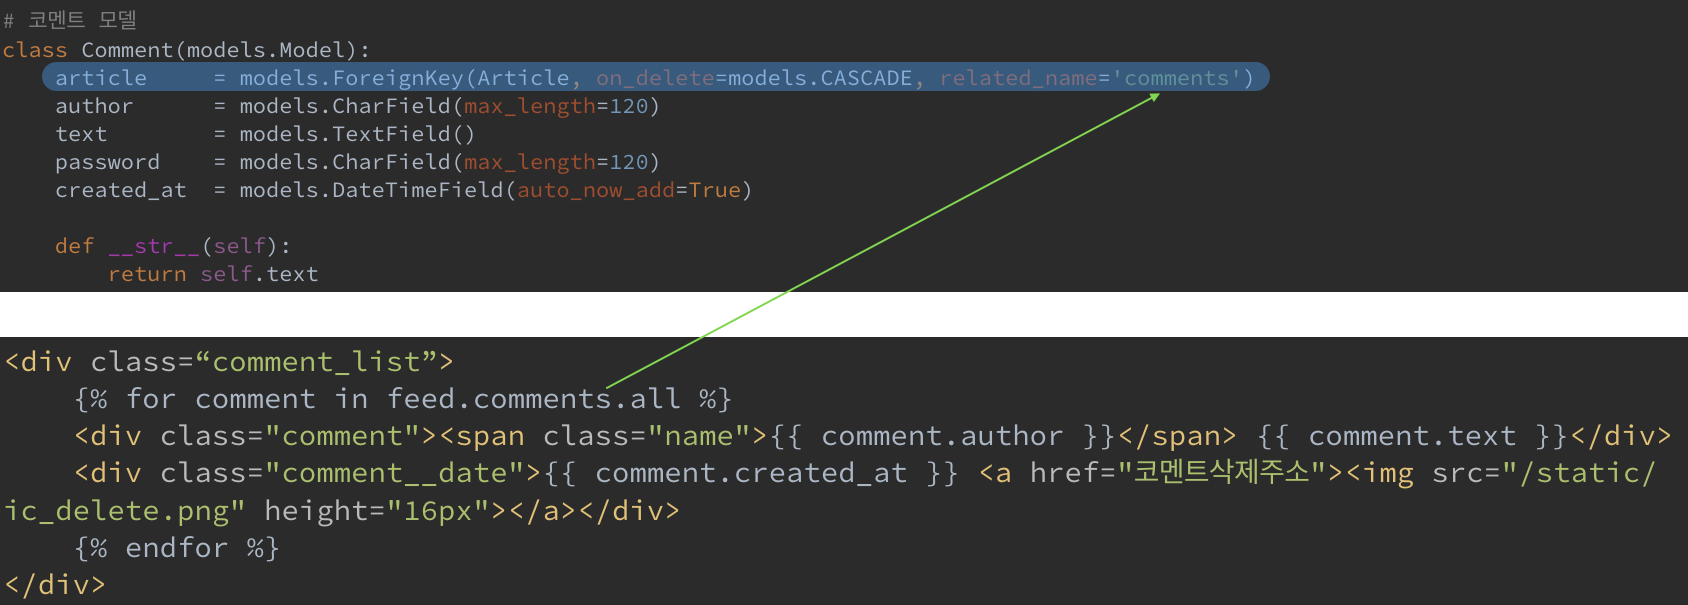 # 코멘트 모델
class Comment(models.Model):
    article     = models.ForeignKey(Article, on_delete=models.CASCADE, related_name='comments')
    author      = models.CharField(max_length=120)
    text        = models.TextField()
    password    = models.CharField(max_length=120)
    created_at  = models.DateTimeField(auto_now_add=True)
    def __str__(self):
        return self.text
<div class=“comment_list”>
    {% for comment in feed.comments.all %}
    <div class="comment"><span class="name">{{ comment.author }}</span> {{ comment.text }}</div>
    <div class="comment__date">{{ comment.created_at }} <a href="코멘트삭제주소"><img src="/static/
ic_delete.png" height="16px"></a></div>
    {% endfor %}
</div>